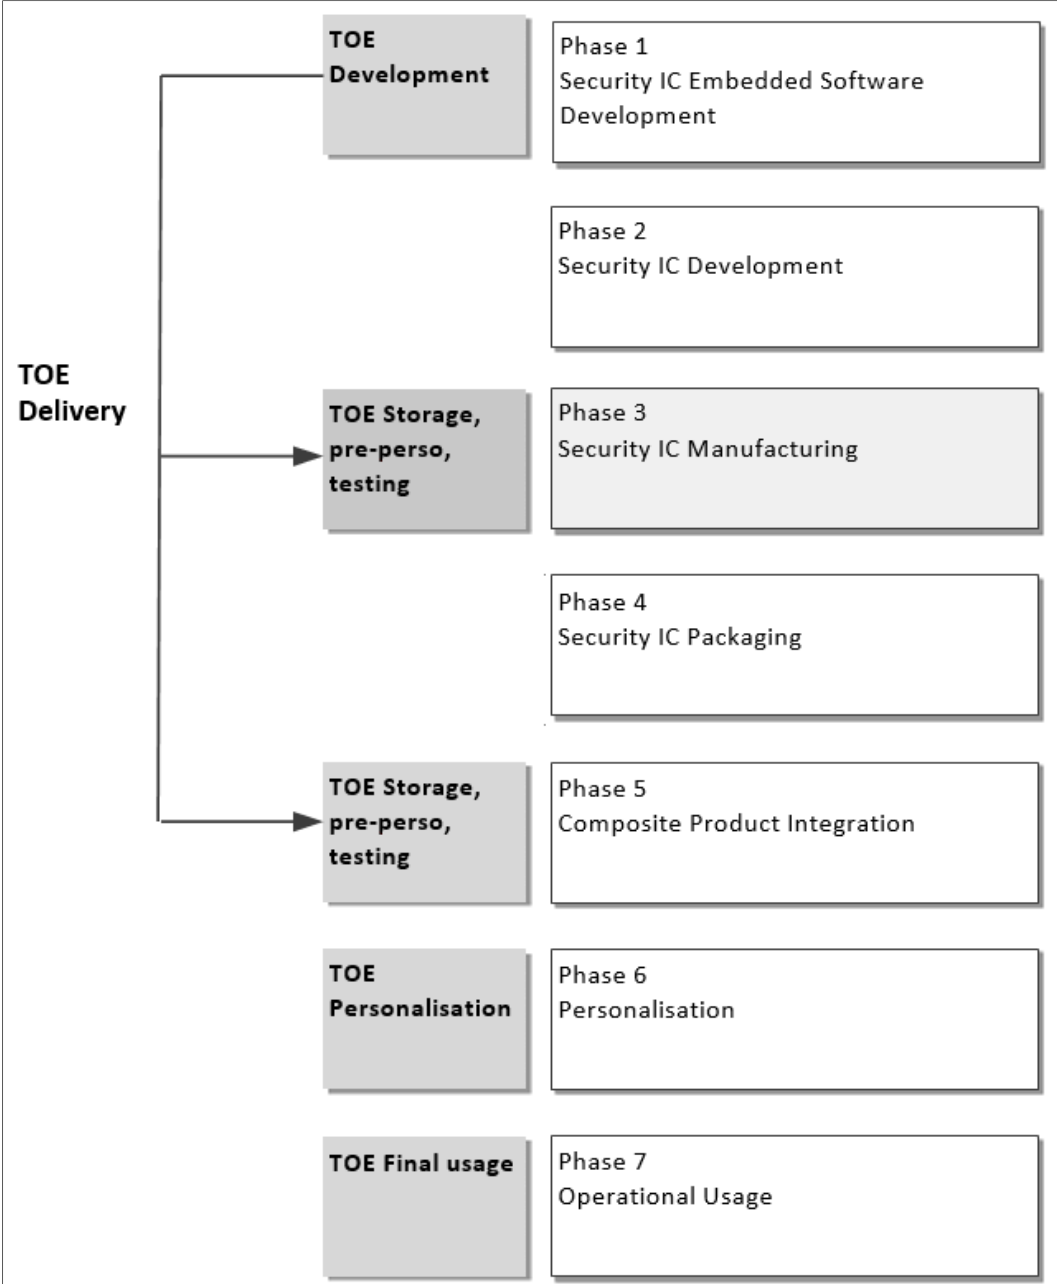 TOE
Development
Phase 1
Security IC Embedded Software
Development
Phase 2
Security IC Development
TOE
Delivery
TOE Storage,
pre-perso,
testing
Phase 3
Security IC Manufacturing
Phase 4
Security IC Packaging
TOE Storage,
pre-perso,
testing
Phase 5
Composite Product Integration
TOE
Personalisation
Phase 6
Personalisation
TOE Final usage
Phase 7
Operational Usage